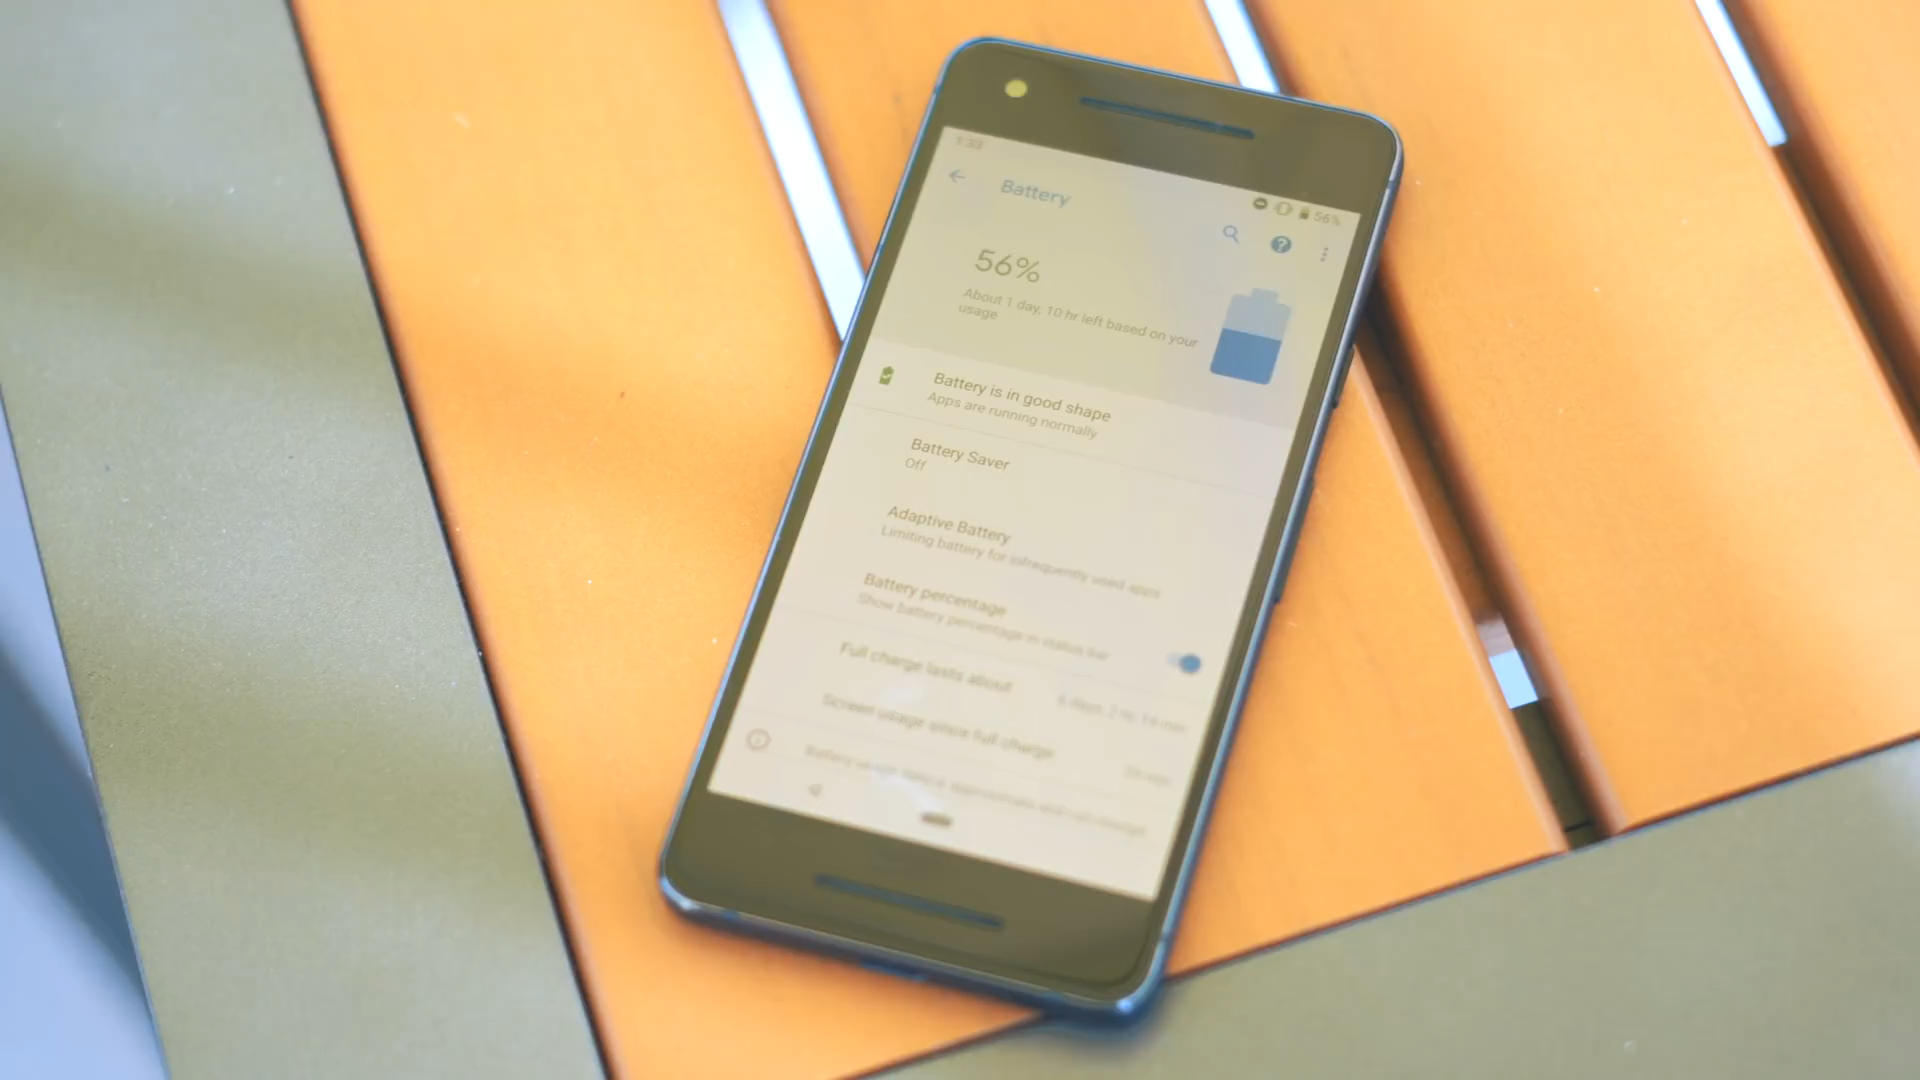 1:33
56%
Battery
56%
About 1 day, 10 hr left based on your
usage
Battery is in good shape
Apps are running normally
Battery Saver
Off
Adaptive Battery
Limiting battery for infrequently used apps
Battery percentage
Show battery percentage in status bar
Full charge lasts about
Screen usage since full charge